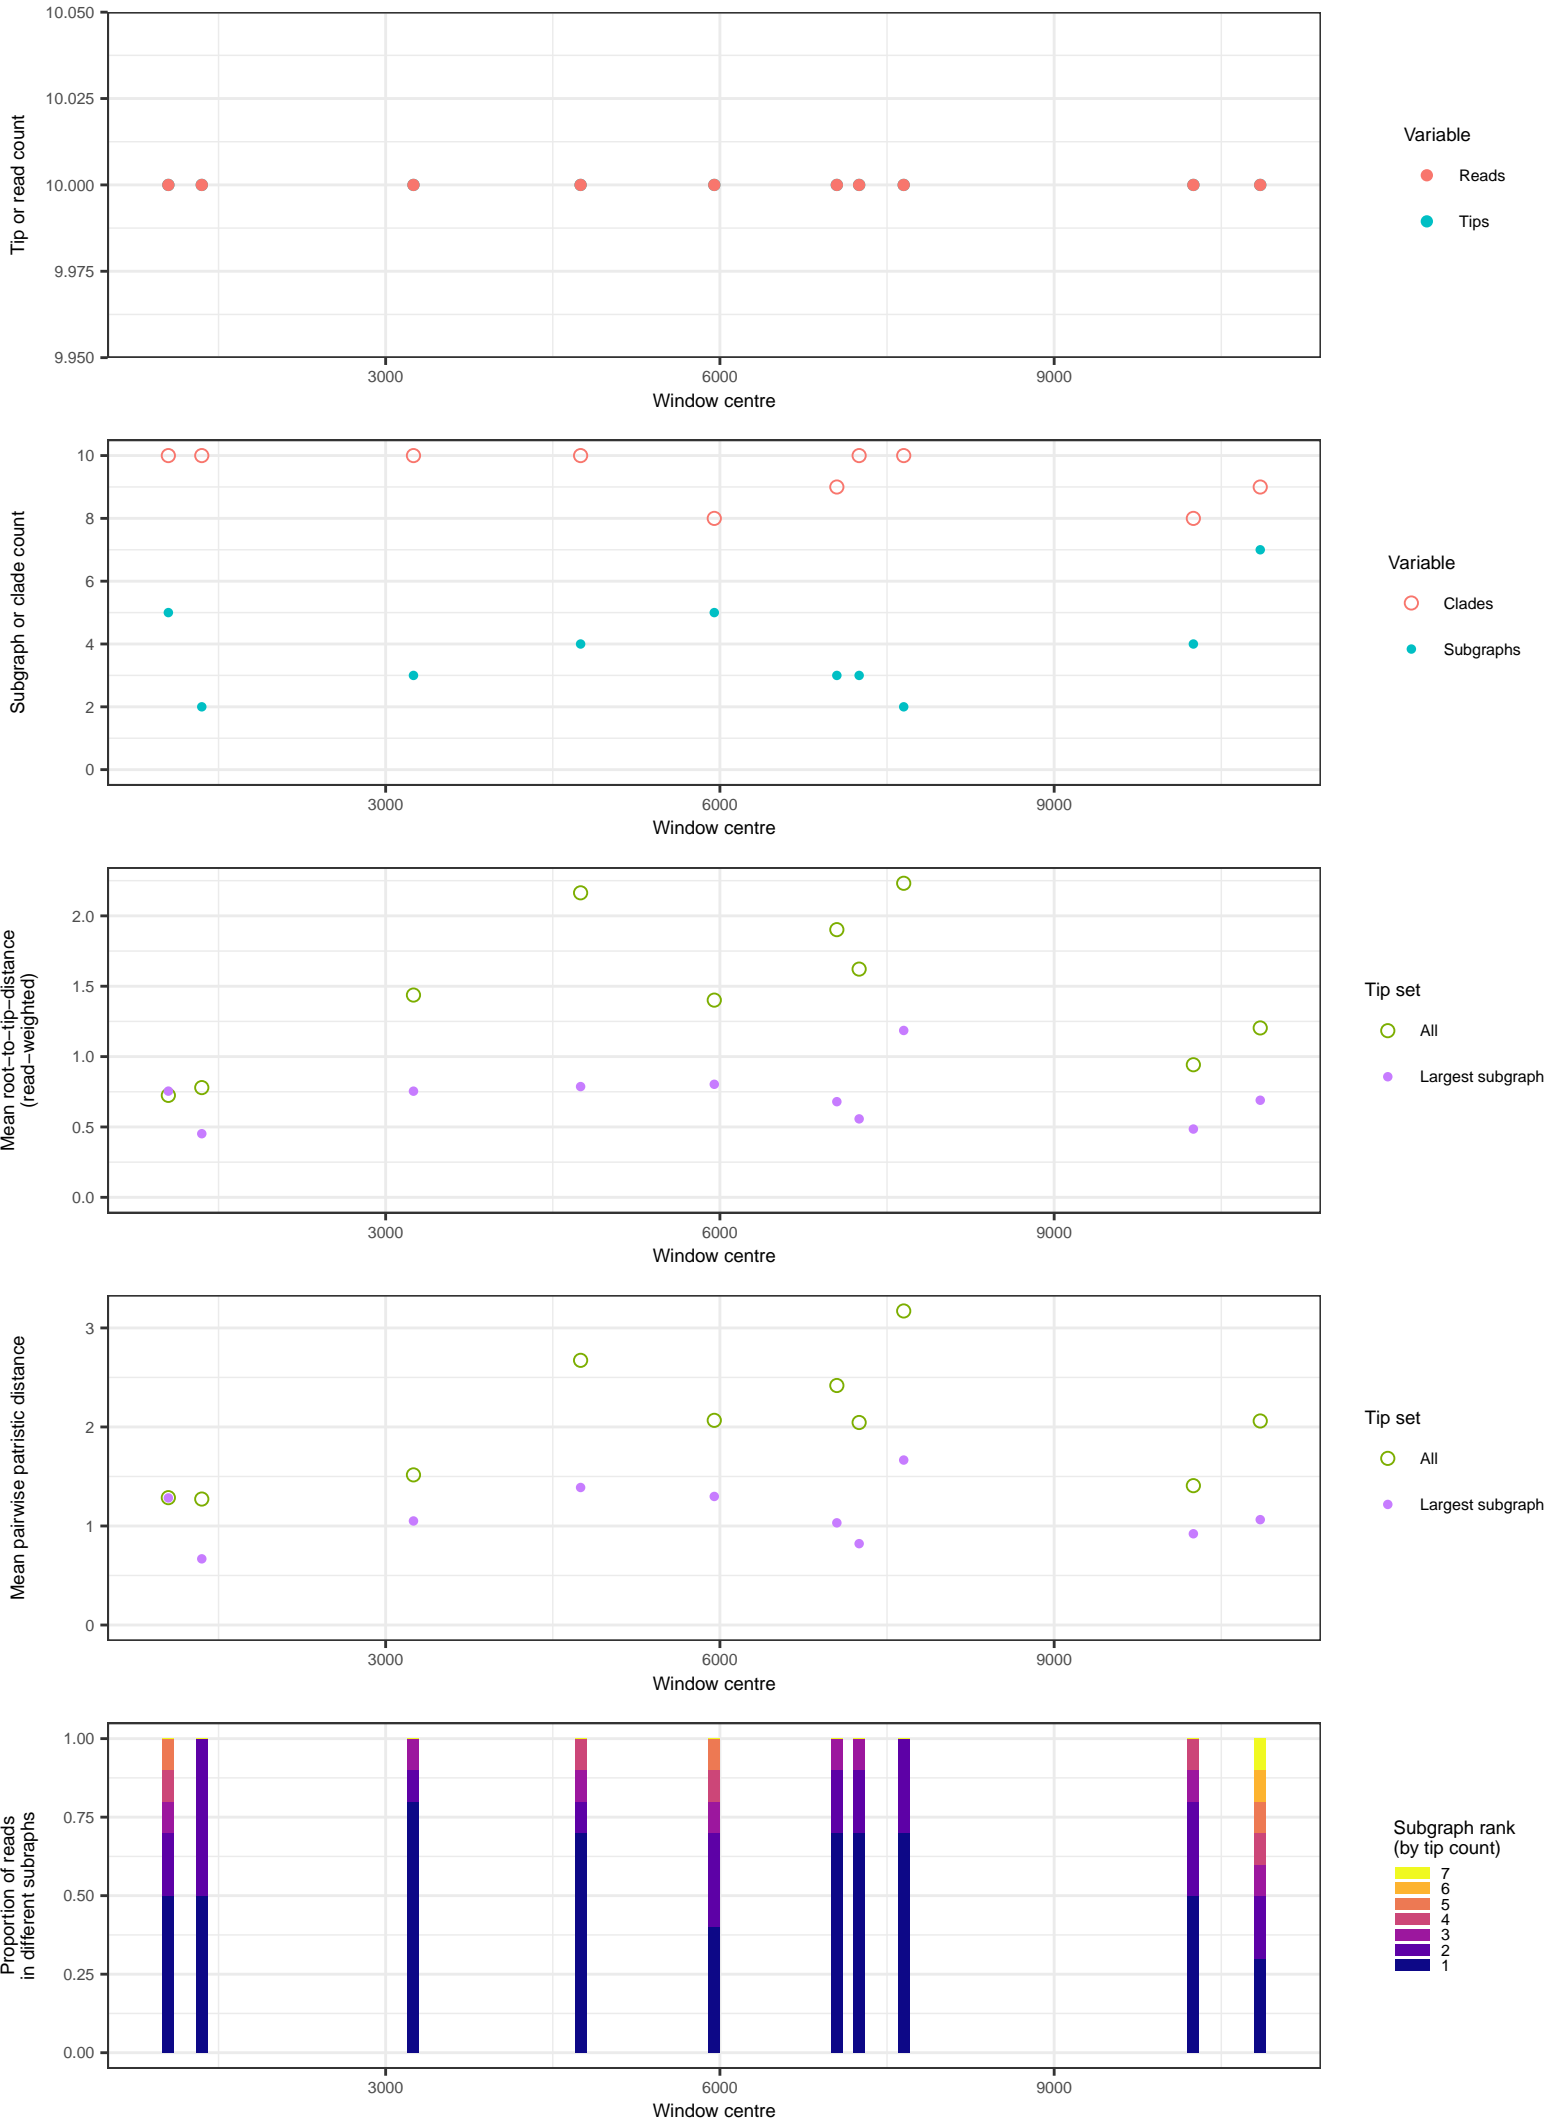 10.050
10.025
10.000
9.975
9.950
Tip or read count
3000
6000
9000
Window centre
Variable
Reads
Tips
10
8
6
4
2
0
Subgraph or clade count
3000
6000
9000
Window centre
Variable
Clades
Subgraphs
2.0
1.5
1.0
0.5
0.0
Mean root−to−tip−distance
(read−weighted)
3000
6000
9000
Window centre
Tip set
All
Largest subgraph
3
2
1
0
Mean pairwise patristic distance
3000
6000
9000
Window centre
Tip set
All
Largest subgraph
1.00
0.75
0.50
0.25
0.00
Proportion of reads
in different subraphs
3000
6000
9000
Window centre
Subgraph rank
(by tip count)
7
6
5
4
3
2
1